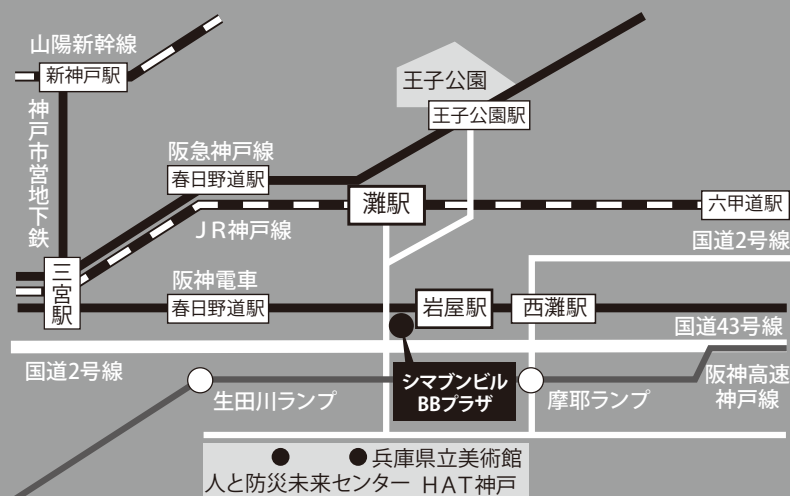 山陽新幹線
新神戸駅
神戸市営地下鉄
王子公園
王子公園駅
阪急神戸線
春日野道駅
灘駅
六甲道駅
JR神戸線
国道2号線
三宮駅
阪神電車
春日野道駅
岩屋駅
西灘駅
国道43号線
国道2号線
シマブンビル
BBプラザ
阪神高速
神戸線
生田川ランプ
摩耶ランプ
兵庫県立美術館
人と防災未来センター
HAT神戸